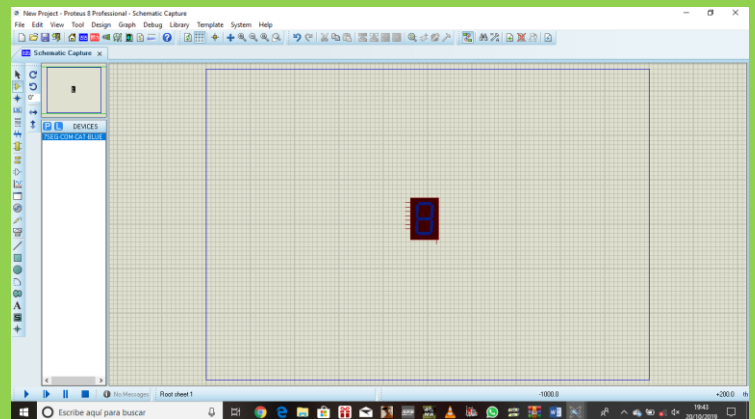 New Project - Proteus 8 Professional - Schematic Capture
File Edit View Tool Design Graph Debug Library Template System Help
Schematic Capture x
0°
P L DEVICES
7SEG-COM-CAT-BLUE
No Messages Root sheet 1 -1000.0 +200.0 th
Escribe aquí para buscar
19:43
20/10/2019